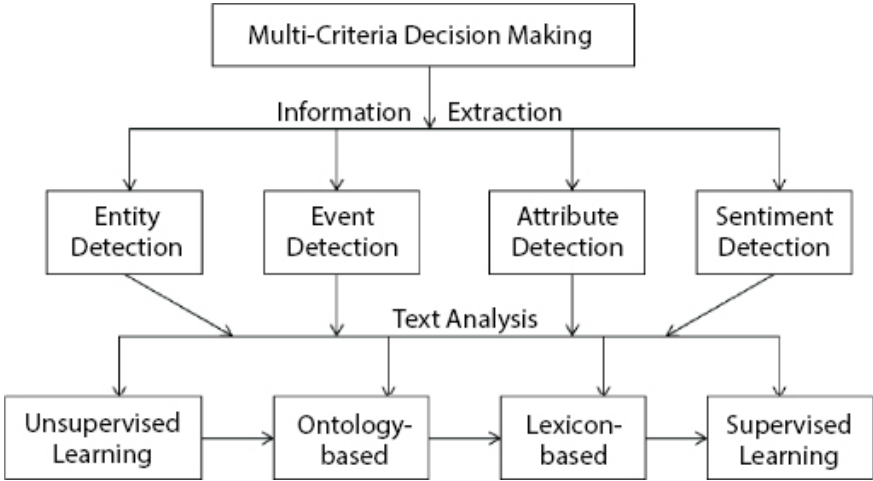 Multi-Criteria Decision Making
Information Extraction
Entity
Detection
Event
Detection
Attribute
Detection
Sentiment
Detection
Text Analysis
Unsupervised
Learning
Ontology-
based
Lexicon-
based
Supervised
Learning